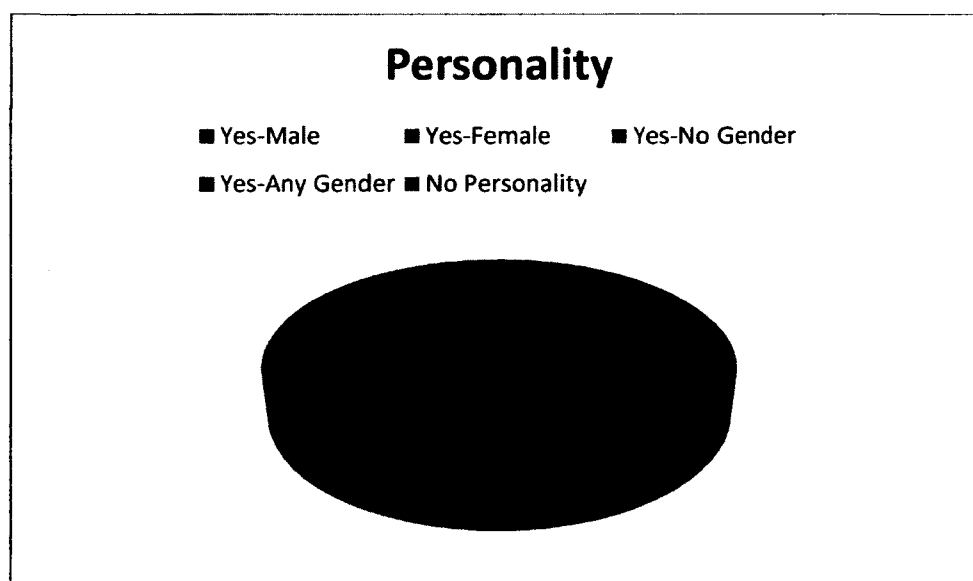 Personality
Yes-Male Yes-Female Yes-No Gender
Yes-Any Gender No Personality